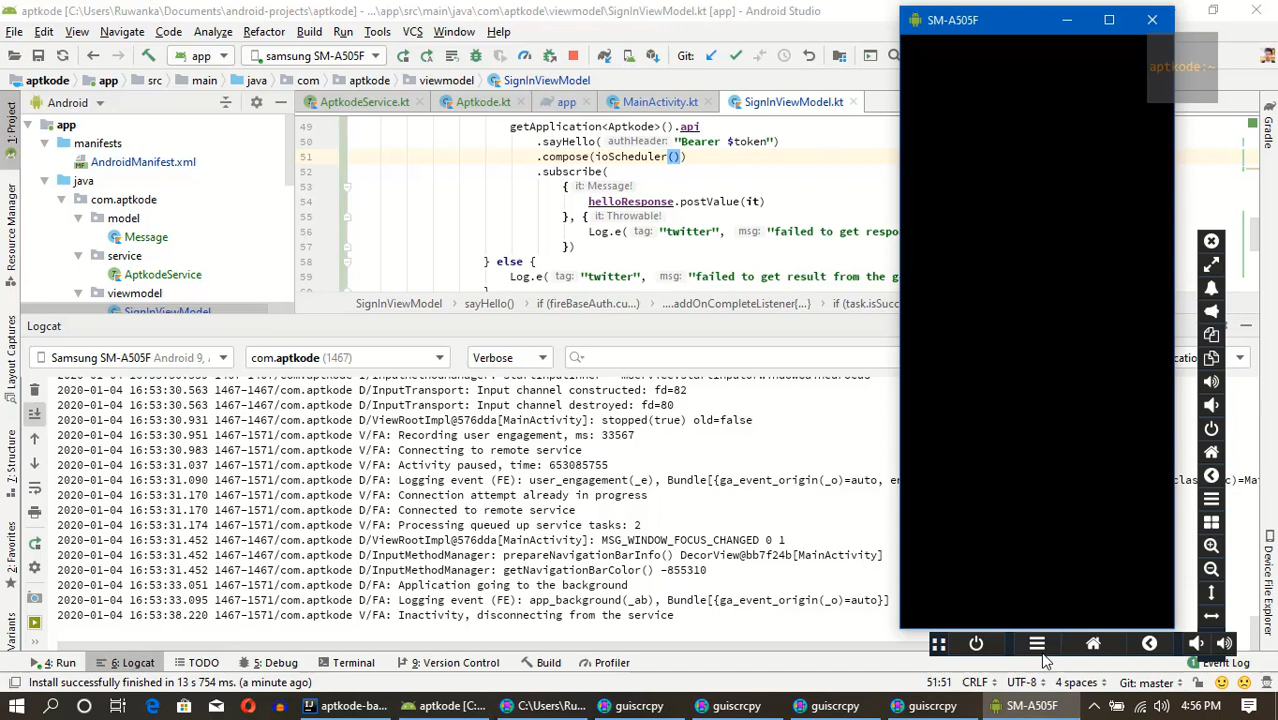 aptkode [C:\Users\Ruwanka\Documents\android-projects\aptkode] - ...\app\src\main\java\com\aptkode\viewmodel\SignInViewModel.kt [app] - Android Studio
SM-A505F
File Edit View Navigate Code Analyze Refactor Build Run Tools VCS Window Help
app samsung SM-A505F Git:
aptkode:~
aptkode app src main java com aptkode viewmodel SignInViewModel.kt
1: Project
Android
AptkodeService.kt Aptkode.kt app MainActivity.kt SignInViewModel.kt
Gradle
app
manifests
AndroidManifest.xml
java
com.aptkode
model
Message
service
AptkodeService
viewmodel
SignInViewModel
49 getApplication<Aptkode>().api
50 .sayHello( authHeader: "Bearer $token")
51 .compose(ioScheduler())
52 .subscribe(
53 { it: Message!
54 helloResponse.postValue(it)
55 }, { it: Throwable!
56 Log.e( tag: "twitter", msg: "failed to get respo
57 })
58 } else {
59 Log.e( tag: "twitter", msg: "failed to get result from the g
SignInViewModel sayHello() if (fireBaseAuth.cu...) ....addOnCompleteListener{...} if (task.isSucc
Resource Manager
Layout Captures
Z: Structure
2: Favorites
Variants
Logcat
Samsung SM-A505F Android 9, com.aptkode (1467) Verbose
2020-01-04 16:53:30.563 1467-1467/com.aptkode D/InputTransport: Input channel constructed: fd=82
2020-01-04 16:53:30.563 1467-1467/com.aptkode D/InputTransport: Input channel destroyed: fd=80
2020-01-04 16:53:30.931 1467-1467/com.aptkode D/ViewRootImpl@576dda[MainActivity]: stopped(true) old=false
2020-01-04 16:53:30.951 1467-1571/com.aptkode V/FA: Recording user engagement, ms: 33567
2020-01-04 16:53:30.983 1467-1571/com.aptkode V/FA: Connecting to remote service
2020-01-04 16:53:31.037 1467-1571/com.aptkode V/FA: Activity paused, time: 653085755
2020-01-04 16:53:31.090 1467-1571/com.aptkode V/FA: Logging event (FE): user_engagement(_e), Bundle[{ga_event_origin(_o)=auto, en class(_sc)=Ma
2020-01-04 16:53:31.170 1467-1571/com.aptkode V/FA: Connection attempt already in progress
2020-01-04 16:53:31.170 1467-1571/com.aptkode D/FA: Connected to remote service
2020-01-04 16:53:31.174 1467-1571/com.aptkode V/FA: Processing queued up service tasks: 2
2020-01-04 16:53:31.452 1467-1467/com.aptkode D/ViewRootImpl@576dda[MainActivity]: MSG_WINDOW_FOCUS_CHANGED 0 1
2020-01-04 16:53:31.452 1467-1467/com.aptkode D/InputMethodManager: prepareNavigationBarInfo() DecorView@bb7f24b[MainActivity]
2020-01-04 16:53:31.452 1467-1467/com.aptkode D/InputMethodManager: getNavigationBarColor() -855310
2020-01-04 16:53:33.051 1467-1571/com.aptkode V/FA: Application going to the background
2020-01-04 16:53:33.095 1467-1571/com.aptkode V/FA: Logging event (FE): app_background(_ab), Bundle[{ga_event_origin(_o)=auto}]
2020-01-04 16:53:38.220 1467-1571/com.aptkode V/FA: Inactivity, disconnecting from the service
Device File Explorer
4: Run 6: Logcat TODO 5: Debug 9: Version Control Terminal Build Profiler 1 Event Log
Install successfully finished in 13 s 754 ms. (a minute ago) 51:51 CRLF UTF-8 4 spaces Git: master
aptkode-ba... aptkode [C:... C:\Users\Ru... guiscrcpy guiscrcpy guiscrcpy guiscrcpy SM-A505F 4:56 PM